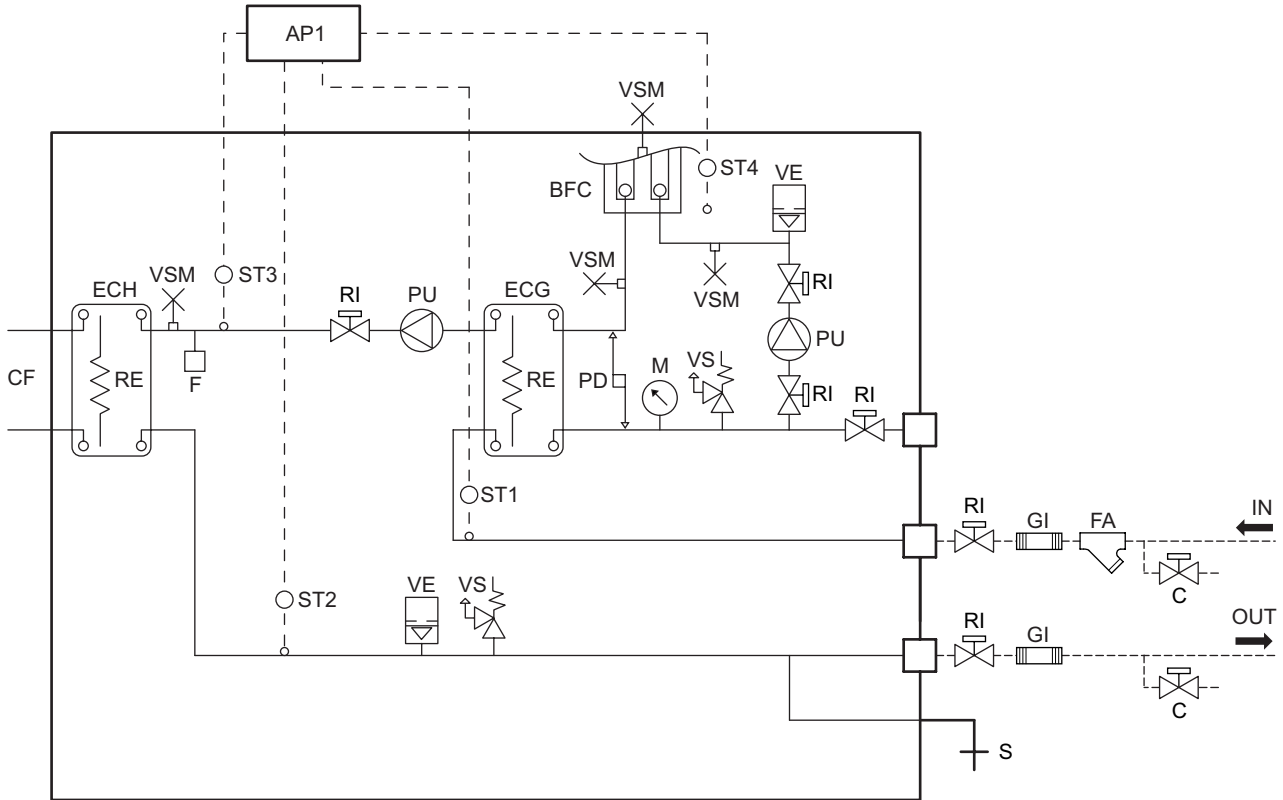 AP1
VSM
ST4
VE
BFC
VSM
ST3
VSM
VSM
RI
ECH
RI
PU
ECG
PU
CF
RE
F
RE
PD
M
VS
RI
RI
ST1
RI
GI
FA
IN
C
ST2
VE
VS
RI
GI
OUT
C
S